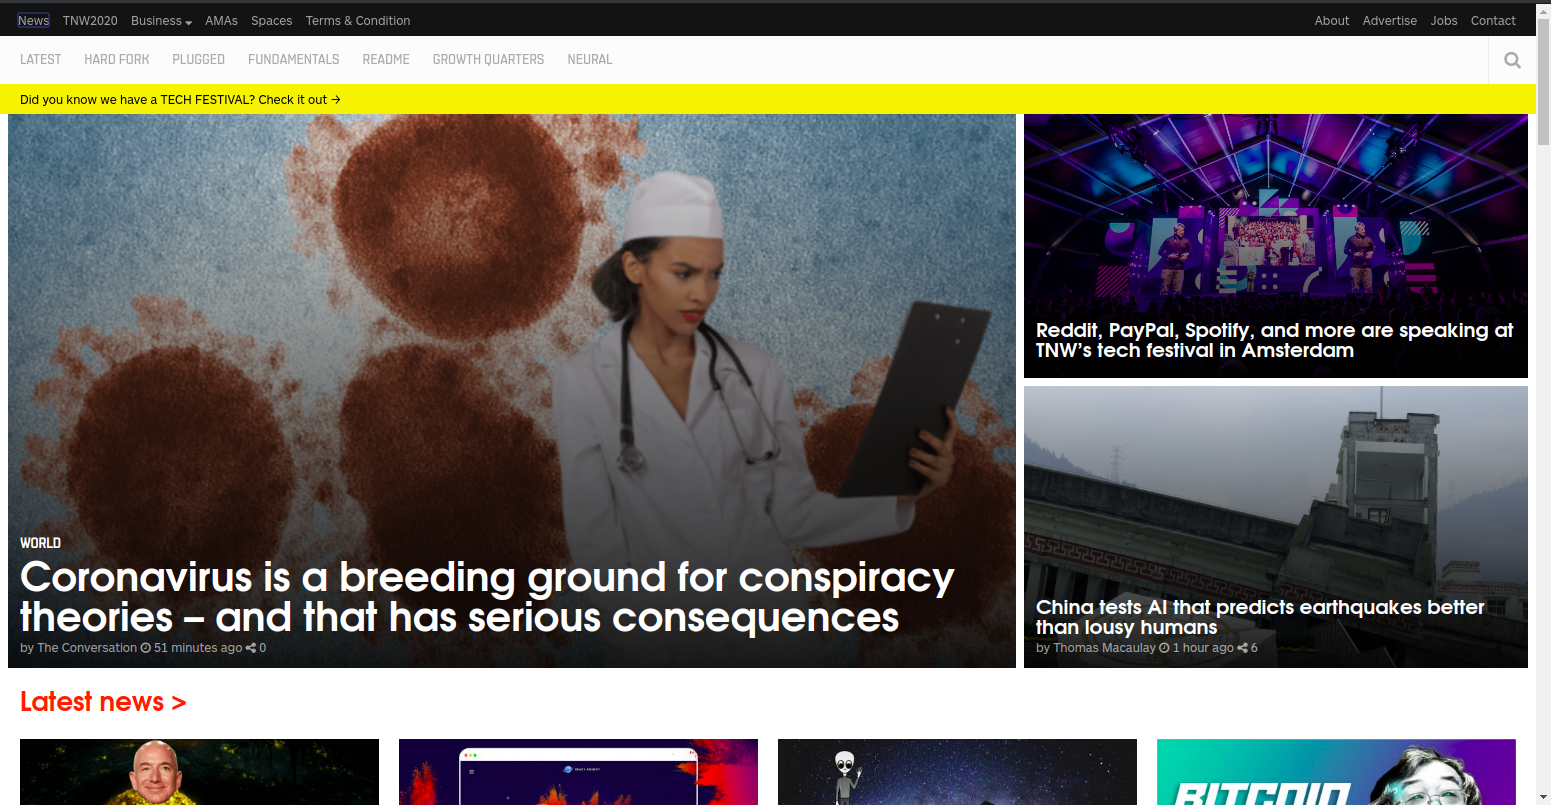 News TNW2020 Business AMAs Spaces Terms & Condition About Advertise Jobs Contact
LATEST HARD FORK PLUGGED FUNDAMENTALS README GROWTH QUARTERS NEURAL
Did you know we have a TECH FESTIVAL? Check it out →
Reddit, PayPal, Spotify, and more are speaking at
TNW's tech festival in Amsterdam
WORLD
Coronavirus is a breeding ground for conspiracy
theories – and that has serious consequences
by The Conversation 51 minutes ago 0
China tests AI that predicts earthquakes better
than lousy humans
by Thomas Macaulay 1 hour ago 6
Latest news >
BITCOIN